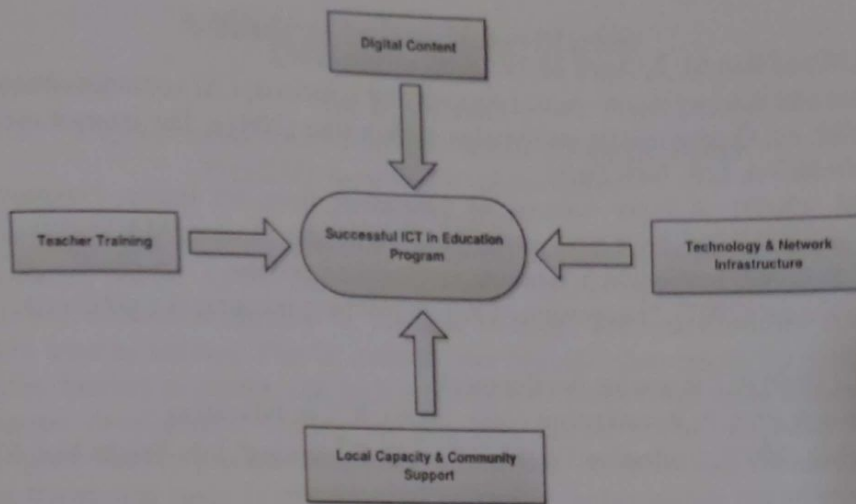 Digital Content
Teacher Training
Successful ICT in Education
Program
Technology & Network
Infrastructure
Local Capacity & Community
Support